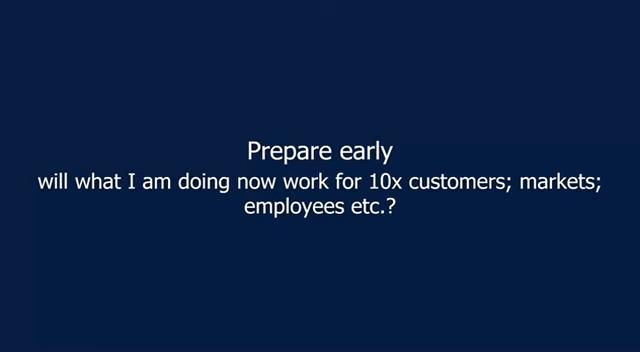 Prepare early
will what I am doing now work for 10x customers; markets;
employees etc.?